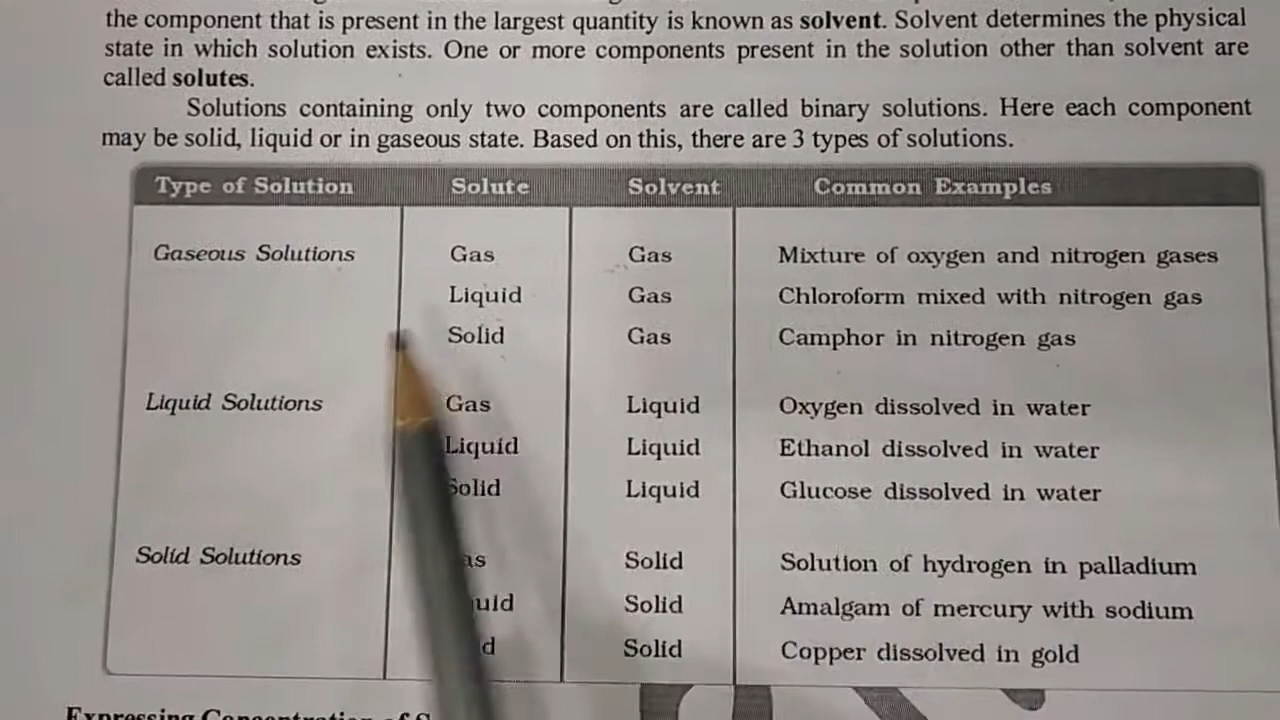 the component that is present in the largest quantity is known as solvent. Solvent determines the physical
state in which solution exists. One or more components present in the solution other than solvent are
called solutes.
Solutions containing only two components are called binary solutions. Here each component
may be solid, liquid or in gaseous state. Based on this, there are 3 types of solutions.
Type of Solution Solute Solvent Common Examples
Gaseous Solutions Gas Gas Mixture of oxygen and nitrogen gases
Liquid Gas Chloroform mixed with nitrogen gas
Solid Gas Camphor in nitrogen gas
Liquid Solutions Gas Liquid Oxygen dissolved in water
Liquid Liquid Ethanol dissolved in water
Solid Liquid Glucose dissolved in water
Solid Solutions Solid Solution of hydrogen in palladium
Solid Amalgam of mercury with sodium
Solid Copper dissolved in gold
Expressing Concentration of